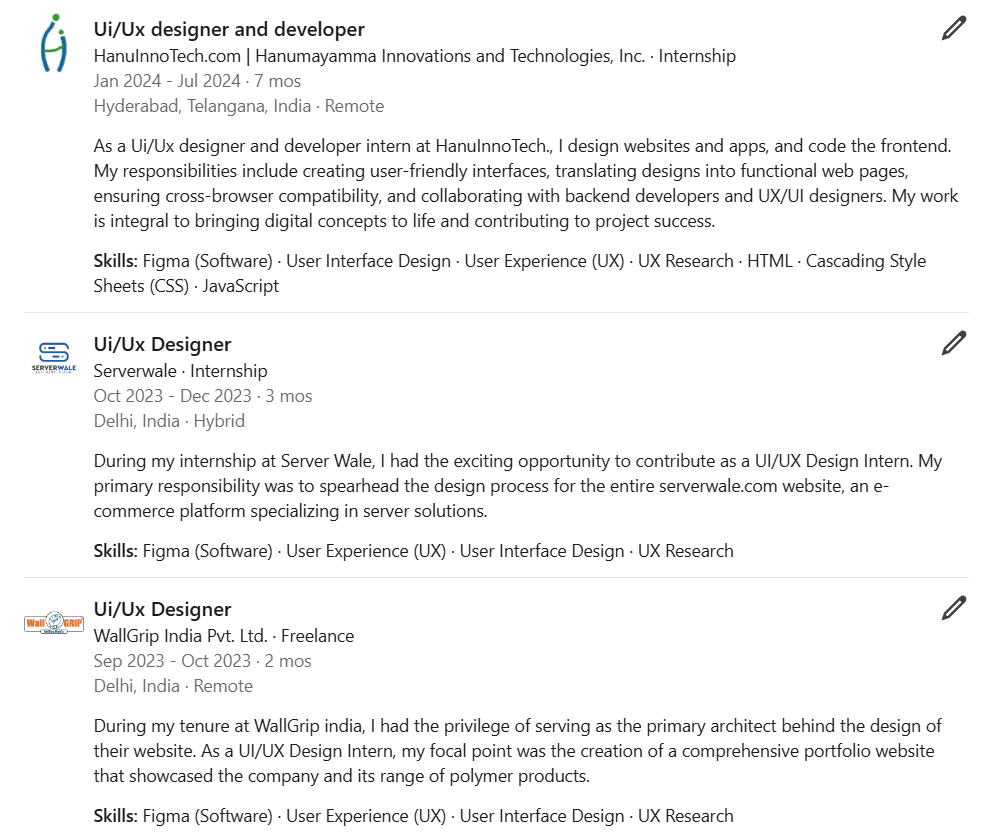 Ui/Ux designer and developer
HanuInnoTech.com | Hanumayamma Innovations and Technologies, Inc. · Internship
Jan 2024 - Jul 2024 · 7 mos
Hyderabad, Telangana, India · Remote
As a Ui/Ux designer and developer intern at HanuInnoTech., I design websites and apps, and code the frontend.
My responsibilities include creating user-friendly interfaces, translating designs into functional web pages,
ensuring cross-browser compatibility, and collaborating with backend developers and UX/UI designers. My work
is integral to bringing digital concepts to life and contributing to project success.
Skills: Figma (Software) · User Interface Design · User Experience (UX) · UX Research · HTML · Cascading Style
Sheets (CSS) · JavaScript
SERVERWALE
Ui/Ux Designer
Serverwale · Internship
Oct 2023 - Dec 2023 · 3 mos
Delhi, India · Hybrid
During my internship at Server Wale, I had the exciting opportunity to contribute as a UI/UX Design Intern. My
primary responsibility was to spearhead the design process for the entire serverwale.com website, an e-
commerce platform specializing in server solutions.
Skills: Figma (Software) · User Experience (UX) · User Interface Design · UX Research
Wall GRIP
Ui/Ux Designer
WallGrip India Pvt. Ltd. · Freelance
Sep 2023 - Oct 2023 · 2 mos
Delhi, India · Remote
During my tenure at WallGrip india, I had the privilege of serving as the primary architect behind the design of
their website. As a UI/UX Design Intern, my focal point was the creation of a comprehensive portfolio website
that showcased the company and its range of polymer products.
Skills: Figma (Software) · User Experience (UX) · User Interface Design · UX Research